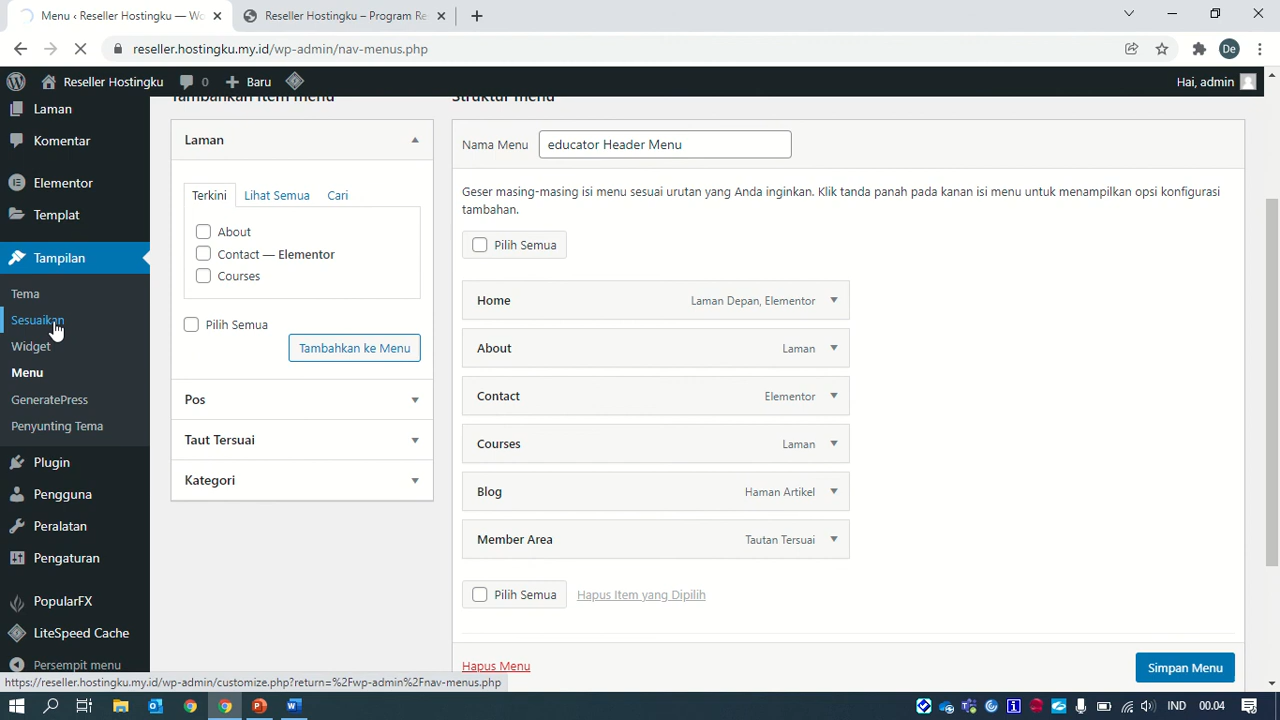 Menu ‹ Reseller Hostingku — Wo
Reseller Hostingku – Program Re
reseller.hostingku.my.id/wp-admin/nav-menus.php
De
Reseller Hostingku
0
Baru
Hai, admin
Laman
Komentar
Elementor
Templat
Tampilan
Tema
Sesuaikan
Widget
Menu
GeneratePress
Penyunting Tema
Plugin
Pengguna
Peralatan
Pengaturan
PopularFX
LiteSpeed Cache
Persempit menu
Tambahkan item menu
Laman
Terkini Lihat Semua Cari
About
Contact — Elementor
Courses
Pilih Semua
Tambahkan ke Menu
Pos
Taut Tersuai
Kategori
Struktur menu
Nama Menu educator Header Menu
Geser masing-masing isi menu sesuai urutan yang Anda inginkan. Klik tanda panah pada kanan isi menu untuk menampilkan opsi konfigurasi
tambahan.
Pilih Semua
Home Laman Depan, Elementor
About Laman
Contact Elementor
Courses Laman
Blog Haman Artikel
Member Area Tautan Tersuai
Pilih Semua Hapus Item yang Dipilih
Hapus Menu Simpan Menu
https://reseller.hostingku.my.id/wp-admin/customize.php?return=%2Fwp-admin%2Fnav-menus.php
IND 00.04